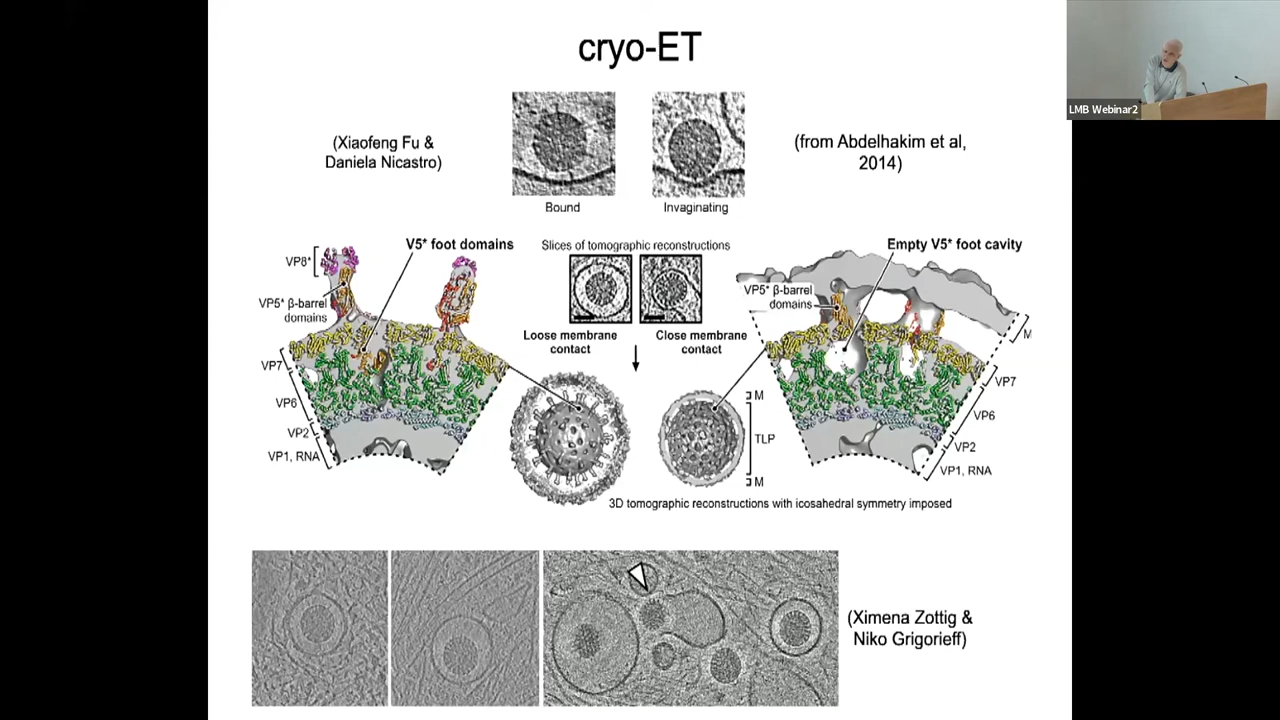 cryo-ET
LMB Webinar2
(Xiaofeng Fu &
Daniela Nicastro)
(from Abdelhakim et al,
2014)
Bound
Invaginating
V5* foot domains
Slices of tomographic reconstructions
Empty V5* foot cavity
VP8*
VP5* β-barrel
domains
VP5* β-barrel
domains
M
Loose membrane
contact
Close membrane
contact
VP7
VP6
VP2
VP1, RNA
M
TLP
M
VP7
VP6
VP2
VP1, RNA
3D tomographic reconstructions with icosahedral symmetry imposed
(Ximena Zottig &
Niko Grigorieff)